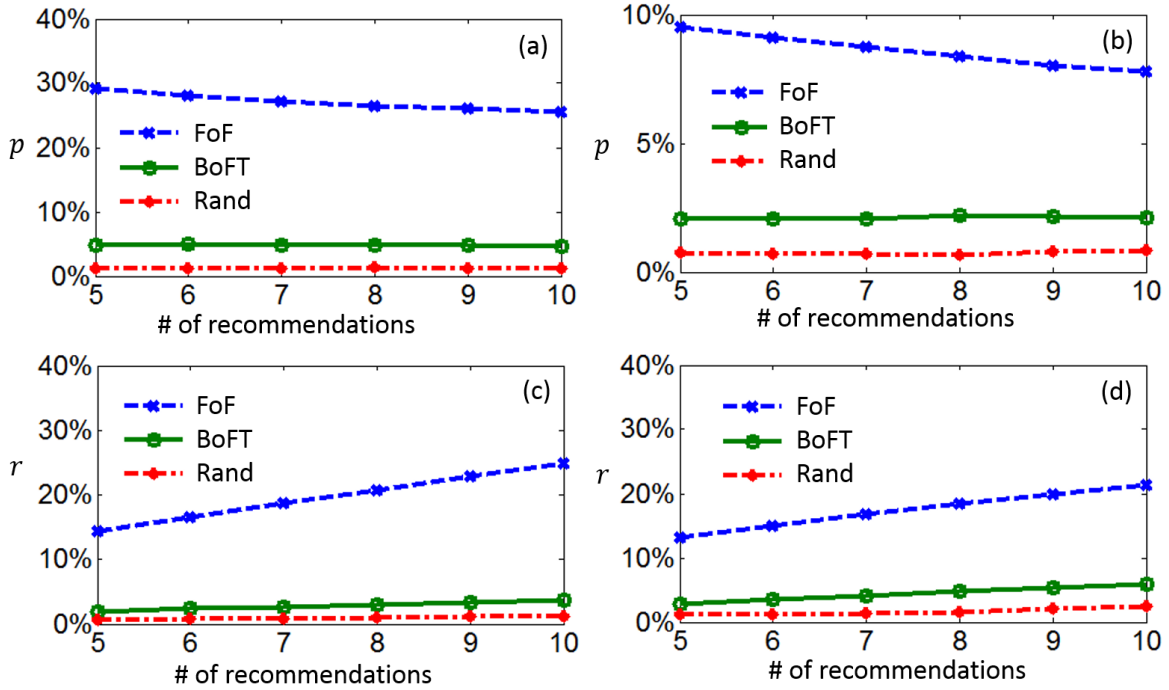 40%
(a)
30%
FoF
p
20%
BoFT
10%
Rand
0%
5 6 7 8 9 10
# of recommendations
10%
(b)
FoF
p
5%
BoFT
Rand
0%
5 6 7 8 9 10
# of recommendations
40%
(c)
FoF
30%
BoFT
r
Rand
20%
10%
0%
5 6 7 8 9 10
# of recommendations
40%
(d)
FoF
30%
BoFT
r
Rand
20%
10%
0%
5 6 7 8 9 10
# of recommendations